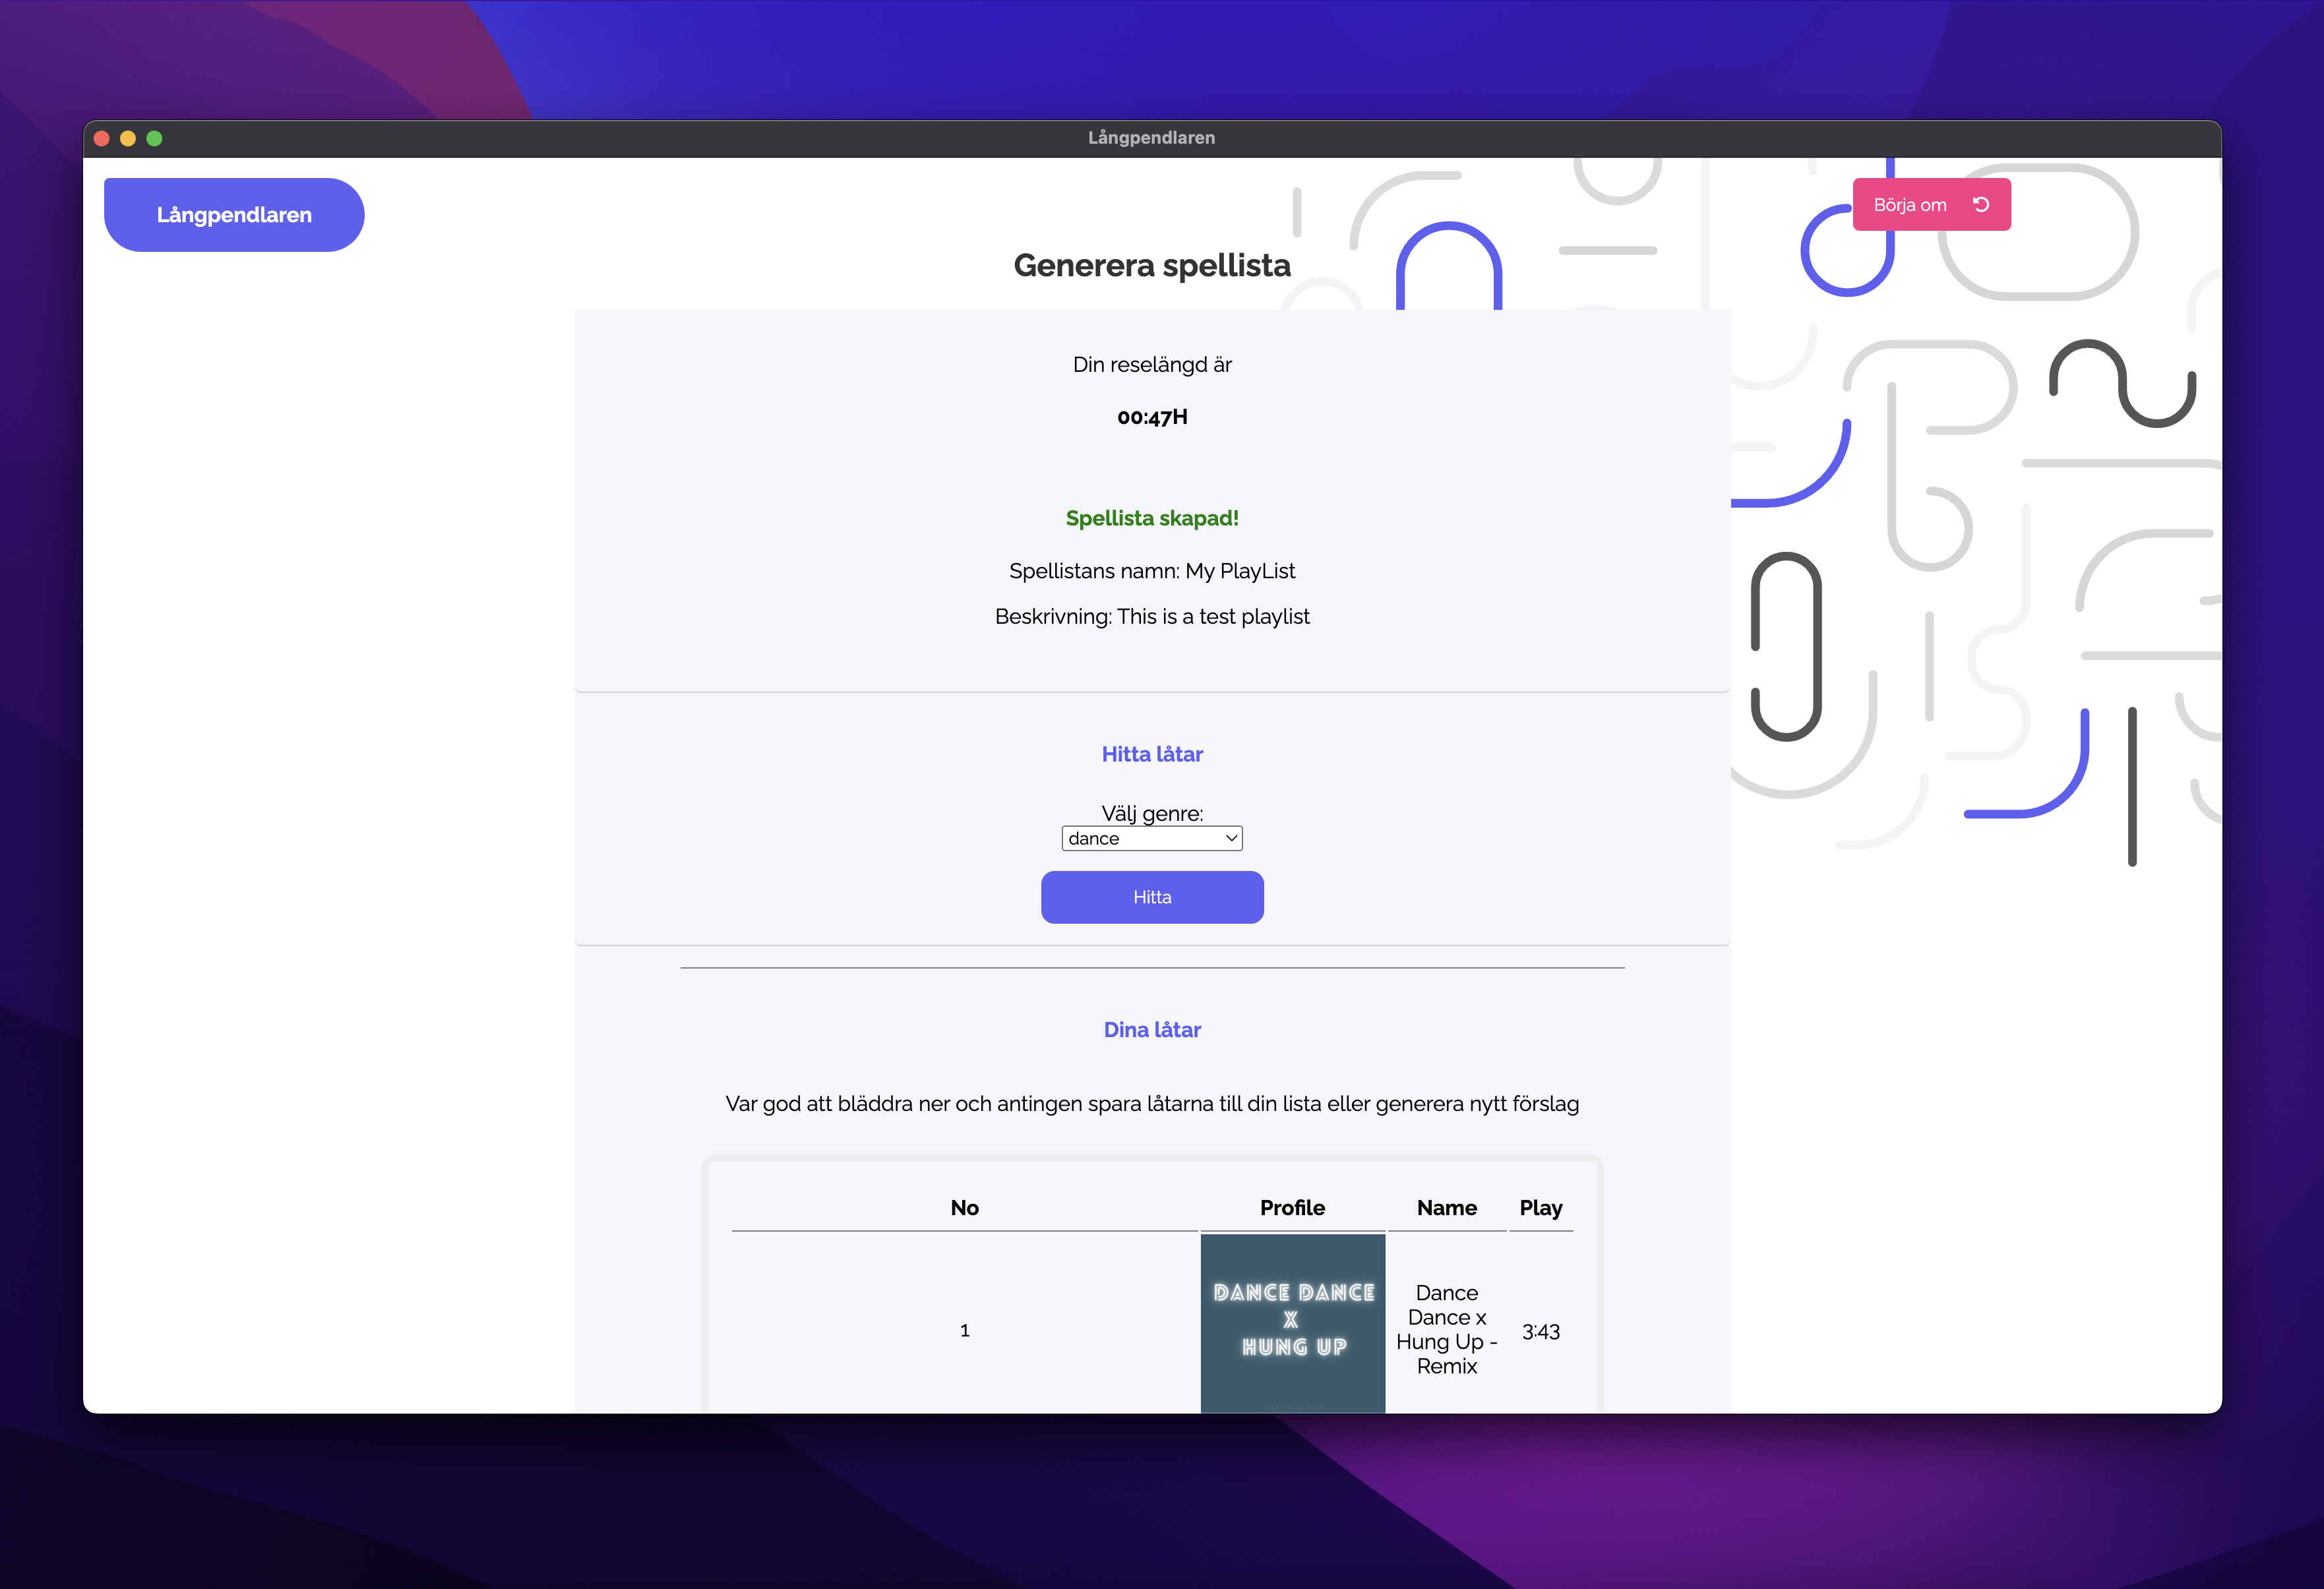 Långpendlaren
Långpendlaren
Börja om
Generera spellista
Din reselängd är
00:47H
Spellista skapad!
Spellistans namn: My PlayList
Beskrivning: This is a test playlist
Hitta låtar
Välj genre:
dance
Hitta
Dina låtar
Var god att bläddra ner och antingen spara låtarna till din lista eller generera nytt förslag
No Profile Name Play
1
DANCE DANCE
X
HUNG UP
Dance
Dance x
Hung Up -
Remix
3:43